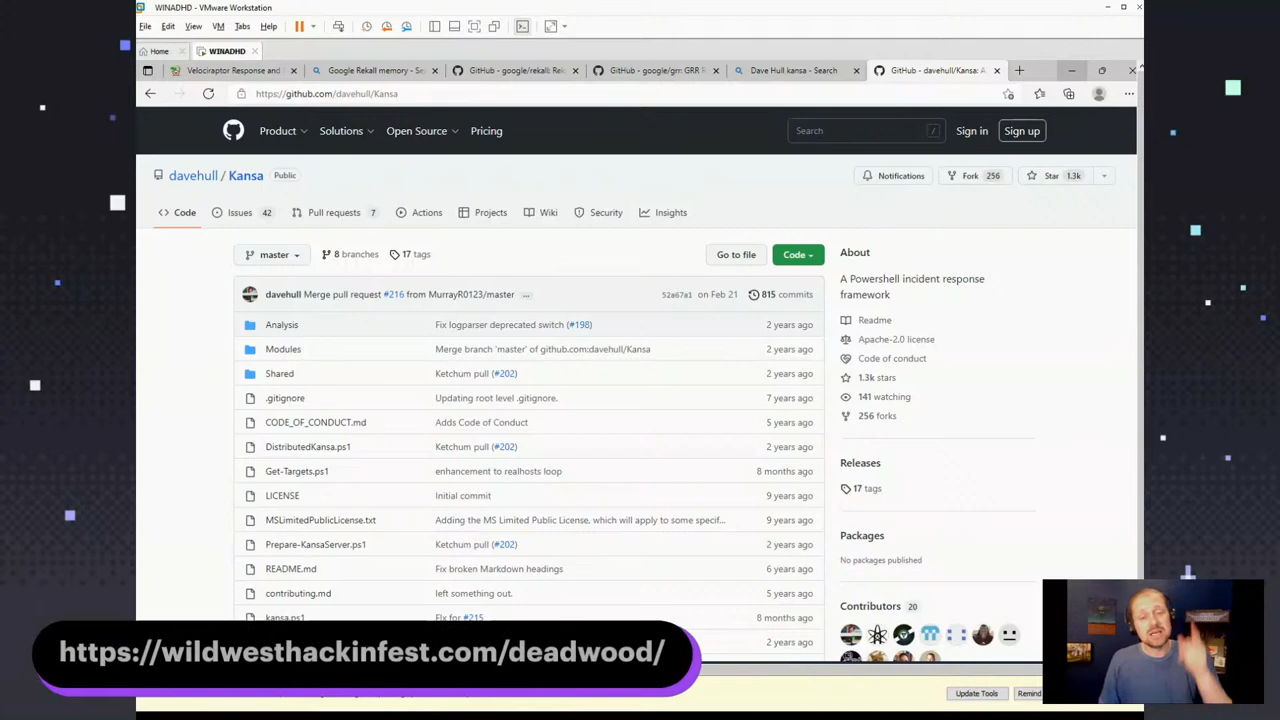 WINADHD - VMware Workstation
File Edit View VM Tabs Help
Home WINADHD
Velociraptor Response and Google Rekall memory - Se GitHub - google/rekall: Rek GitHub - google/grr: GRR R Dave Hull kansa - Search GitHub - davehull/Kansa: A
https://github.com/davehull/Kansa
Product Solutions Open Source Pricing Search / Sign in Sign up
davehull / Kansa Public Notifications Fork 256 Star 1.3k
Code Issues 42 Pull requests 7 Actions Projects Wiki Security Insights
master 8 branches 17 tags Go to file Code
davehull Merge pull request #216 from MurrayR0123/master ... 52a67a1 on Feb 21 815 commits
Analysis Fix logparser deprecated switch (#198) 2 years ago
Modules Merge branch 'master' of github.com:davehull/Kansa 2 years ago
Shared Ketchum pull (#202) 2 years ago
.gitignore Updating root level .gitignore. 7 years ago
CODE_OF_CONDUCT.md Adds Code of Conduct 5 years ago
DistributedKansa.ps1 Ketchum pull (#202) 2 years ago
Get-Targets.ps1 enhancement to realhosts loop 8 months ago
LICENSE Initial commit 9 years ago
MSLimitedPublicLicense.txt Adding the MS Limited Public License, which will apply to some specif... 9 years ago
Prepare-KansaServer.ps1 Ketchum pull (#202) 2 years ago
README.md Fix broken Markdown headings 6 years ago
contributing.md left something out. 5 years ago
kansa.ps1 Fix for #215 8 months ago
2 years ago
About
A Powershell incident response
framework
Readme
Apache-2.0 license
Code of conduct
1.3k stars
141 watching
256 forks
Releases
17 tags
Packages
No packages published
Contributors 20
https://wildwesthackinfest.com/deadwood/
Update Tools Remind